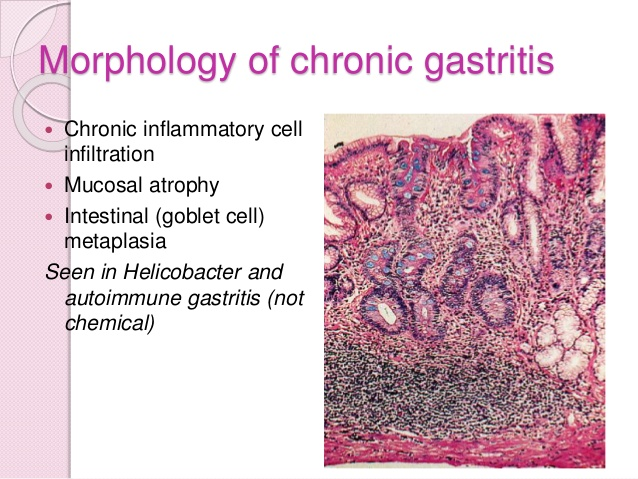 Morphology of chronic gastritis
• Chronic inflammatory cell
infiltration
• Mucosal atrophy
• Intestinal (goblet cell)
metaplasia
Seen in Helicobacter and
autoimmune gastritis (not
chemical)